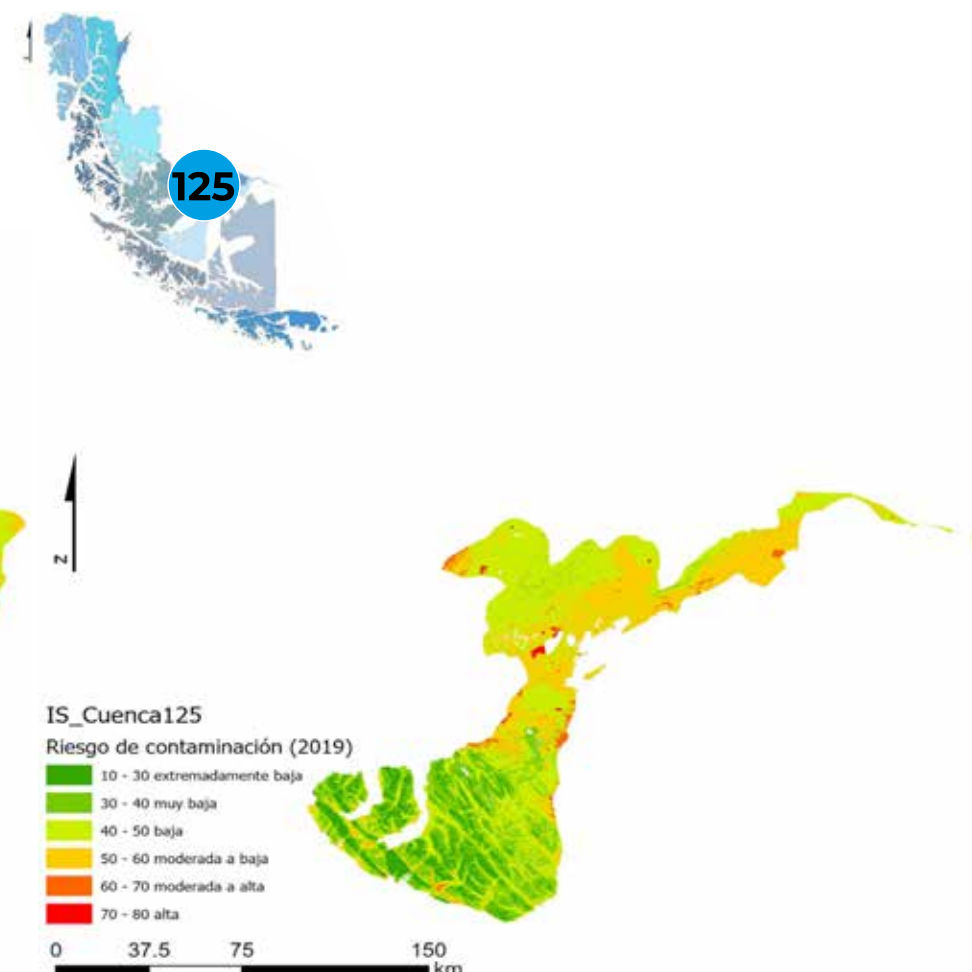 125
N
IS_Cuenca125
Riesgo de contaminación (2019)
10 - 30 extremadamente baja
30 - 40 muy baja
40 - 50 baja
50 - 60 moderada a baja
60 - 70 moderada a alta
70 - 80 alta
0 37.5 75 150
km